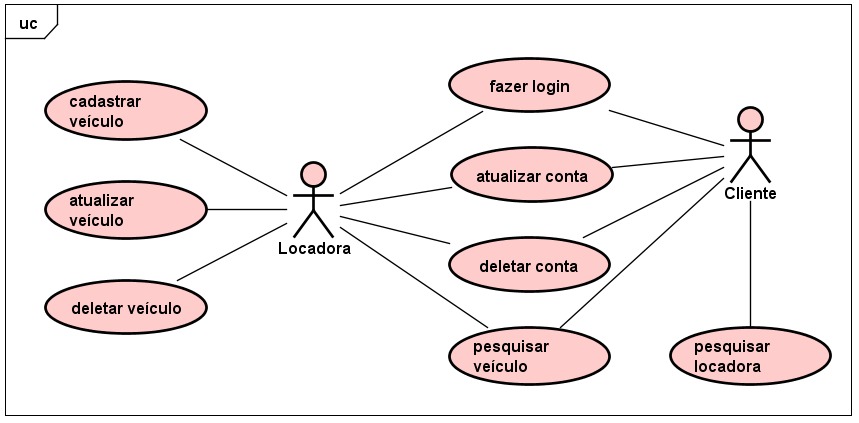 uc
cadastrar
veículo
atualizar
veículo
deletar veículo
Locadora
fazer login
atualizar conta
deletar conta
pesquisar
veículo
Cliente
pesquisar
locadora